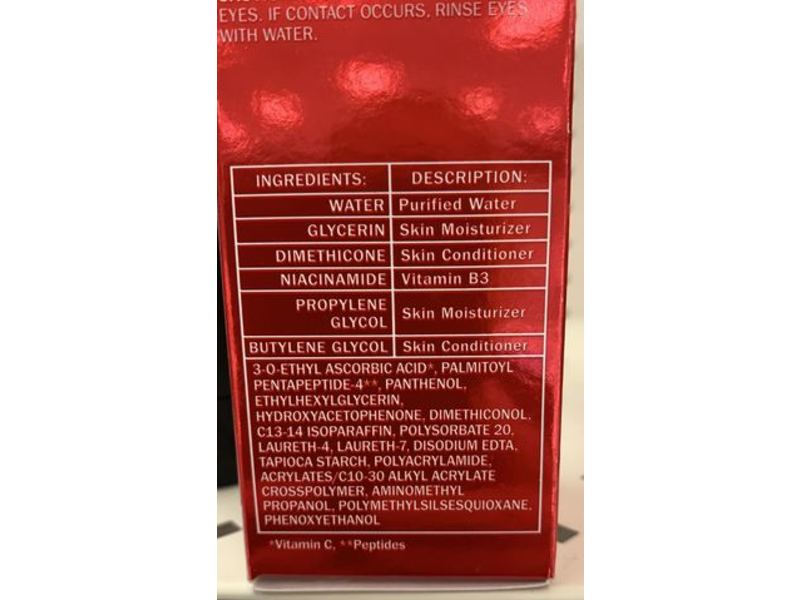 EYES. IF CONTACT OCCURS, RINSE EYES
WITH WATER.
INGREDIENTS: DESCRIPTION:
WATER Purified Water
GLYCERIN Skin Moisturizer
DIMETHICONE Skin Conditioner
NIACINAMIDE Vitamin B3
PROPYLENE
GLYCOL Skin Moisturizer
BUTYLENE GLYCOL Skin Conditioner
3-O-ETHYL ASCORBIC ACID*, PALMITOYL
PENTAPEPTIDE-4**, PANTHENOL,
ETHYLHEXYLGLYCERIN,
HYDROXYACETOPHENONE, DIMETHICONOL,
C13-14 ISOPARAFFIN, POLYSORBATE 20,
LAURETH-4, LAURETH-7, DISODIUM EDTA,
TAPIOCA STARCH, POLYACRYLAMIDE,
ACRYLATES/C10-30 ALKYL ACRYLATE
CROSSPOLYMER, AMINOMETHYL
PROPANOL, POLYMETHYLSILSESQUIOXANE,
PHENOXYETHANOL
*Vitamin C, **Peptides